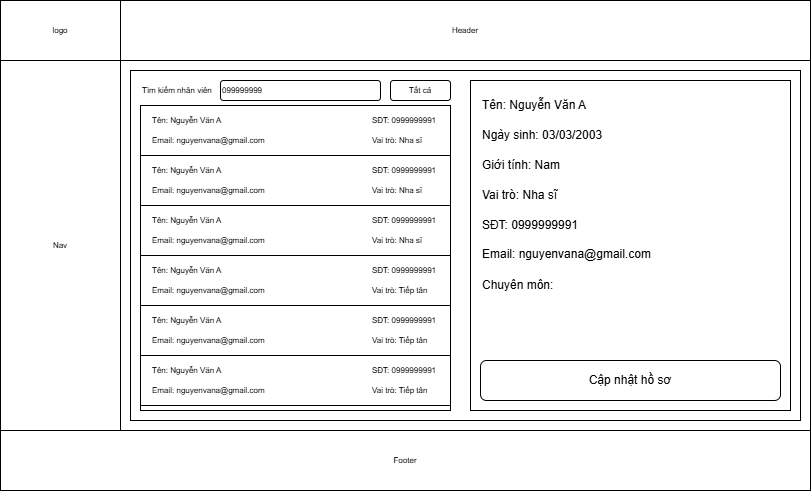 logo
Header
Nav
Tìm kiếm nhân viên
099999999
Tất cả
Tên: Nguyễn Văn A
SĐT: 0999999991
Email: nguyenvana@gmail.com
Vai trò: Nha sĩ
Tên: Nguyễn Văn A
SĐT: 0999999991
Email: nguyenvana@gmail.com
Vai trò: Nha sĩ
Tên: Nguyễn Văn A
SĐT: 0999999991
Email: nguyenvana@gmail.com
Vai trò: Nha sĩ
Tên: Nguyễn Văn A
SĐT: 0999999991
Email: nguyenvana@gmail.com
Vai trò: Tiếp tân
Tên: Nguyễn Văn A
SĐT: 0999999991
Email: nguyenvana@gmail.com
Vai trò: Tiếp tân
Tên: Nguyễn Văn A
SĐT: 0999999991
Email: nguyenvana@gmail.com
Vai trò: Tiếp tân
Tên: Nguyễn Văn A
Ngày sinh: 03/03/2003
Giới tính: Nam
Vai trò: Nha sĩ
SĐT: 0999999991
Email: nguyenvana@gmail.com
Chuyên môn:
Cập nhật hồ sơ
Footer